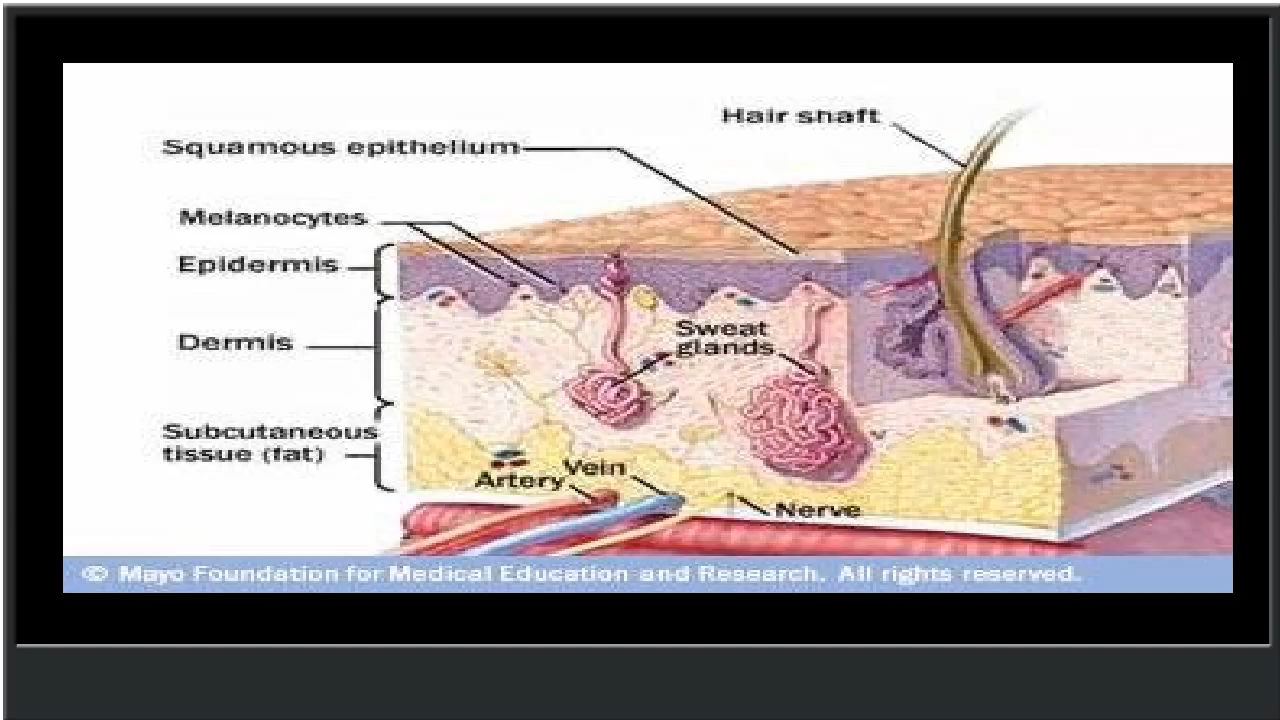 Hair shaft
Squamous epithelium
Melanocytes
Epidermis
Sweat
glands
Dermis
Subcutaneous
tissue (fat)
Vein
Artery
Nerve
© Mayo Foundation for Medical Education and Research. All rights reserved.